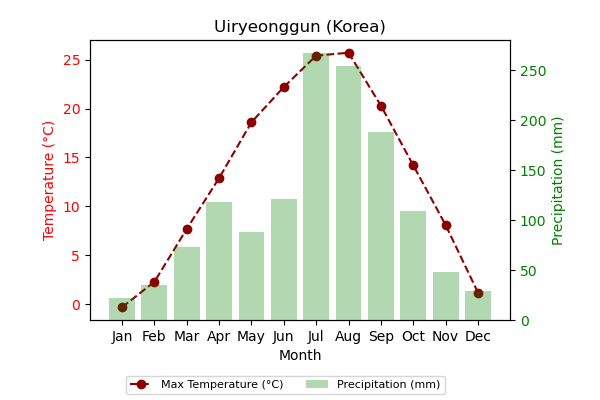 Uiryeonggun (Korea)
25
20
15
10
5
0
Temperature (°C)
250
200
150
100
50
0
Precipitation (mm)
Jan Feb Mar Apr May Jun Jul Aug Sep Oct Nov Dec
Month
Max Temperature (°C) Precipitation (mm)